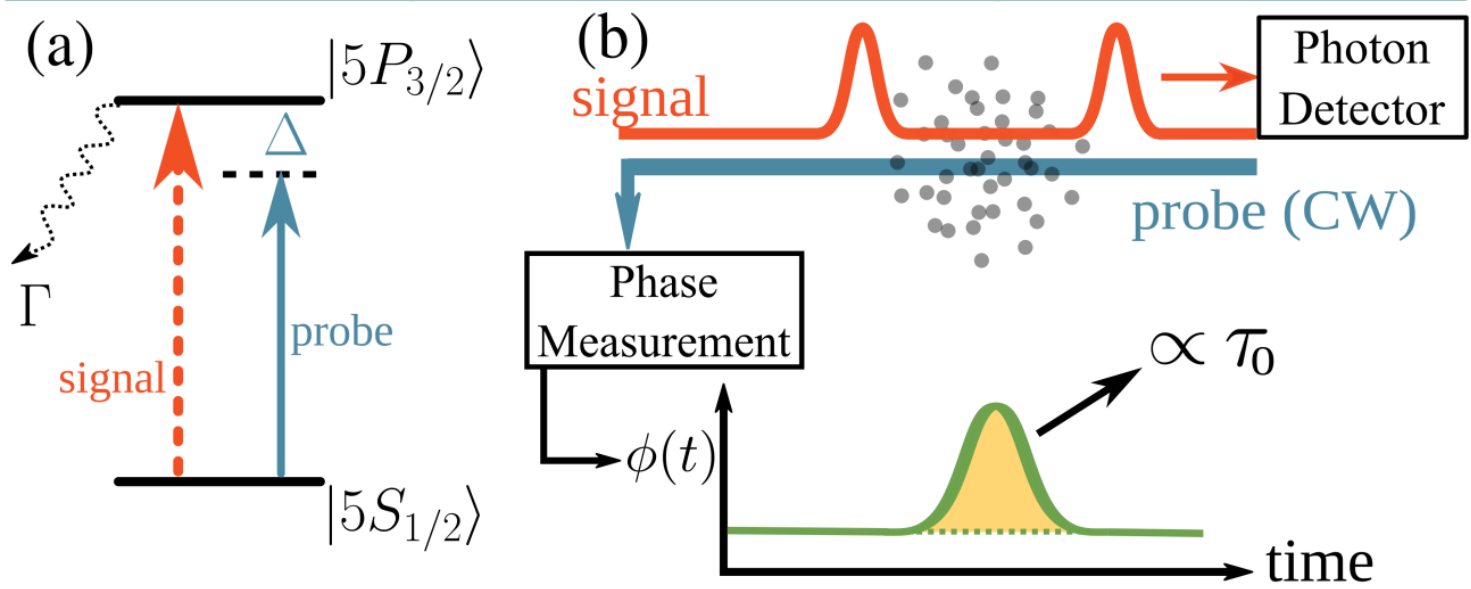 (a)
|5P3/2⟩
Δ
Γ
signal
probe
|5S1/2⟩
(b)
signal
Photon
Detector
probe (CW)
Phase
Measurement
∝ τ0
ϕ(t)
time